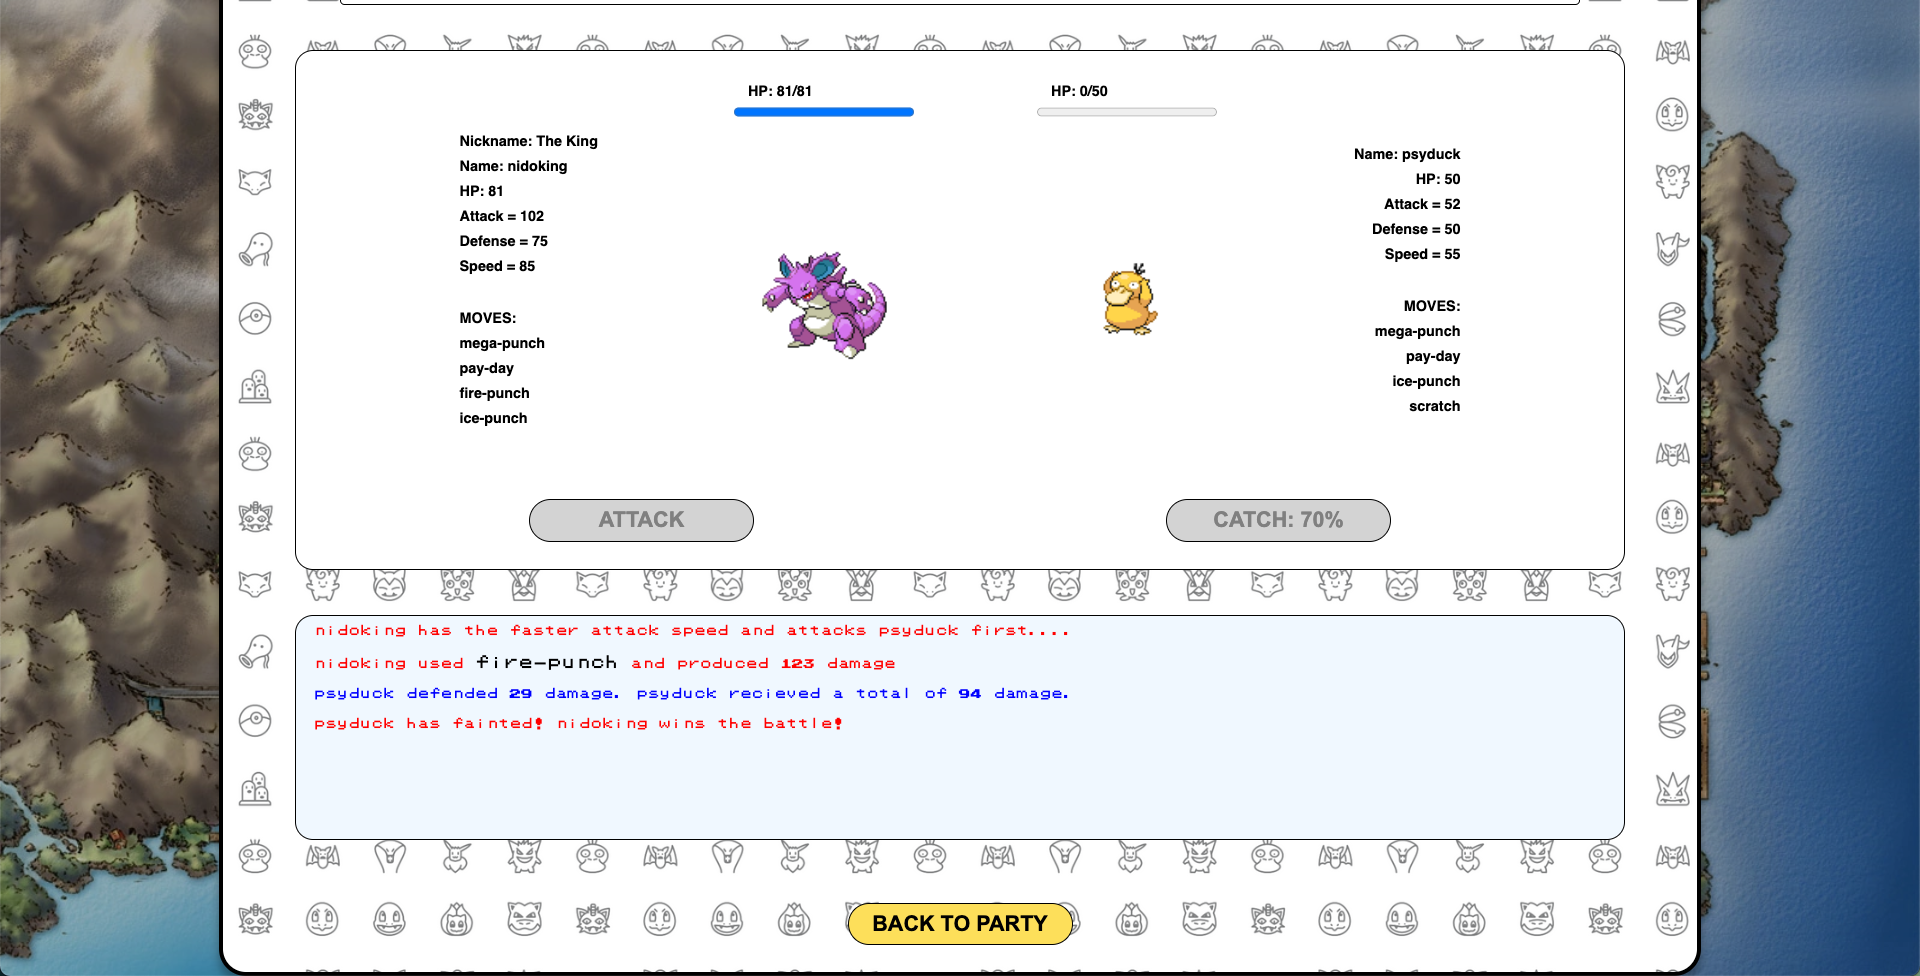 HP: 81/81
HP: 0/50
Nickname: The King
Name: nidoking
HP: 81
Attack = 102
Defense = 75
Speed = 85
MOVES:
mega-punch
pay-day
fire-punch
ice-punch
Name: psyduck
HP: 50
Attack = 52
Defense = 50
Speed = 55
MOVES:
mega-punch
pay-day
ice-punch
scratch
ATTACK
CATCH: 70%
nidoking has the faster attack speed and attacks psyduck first....
nidoking used fire-punch and produced 123 damage
psyduck defended 29 damage. psyduck recieved a total of 94 damage.
psyduck has fainted! nidoking wins the battle!
BACK TO PARTY